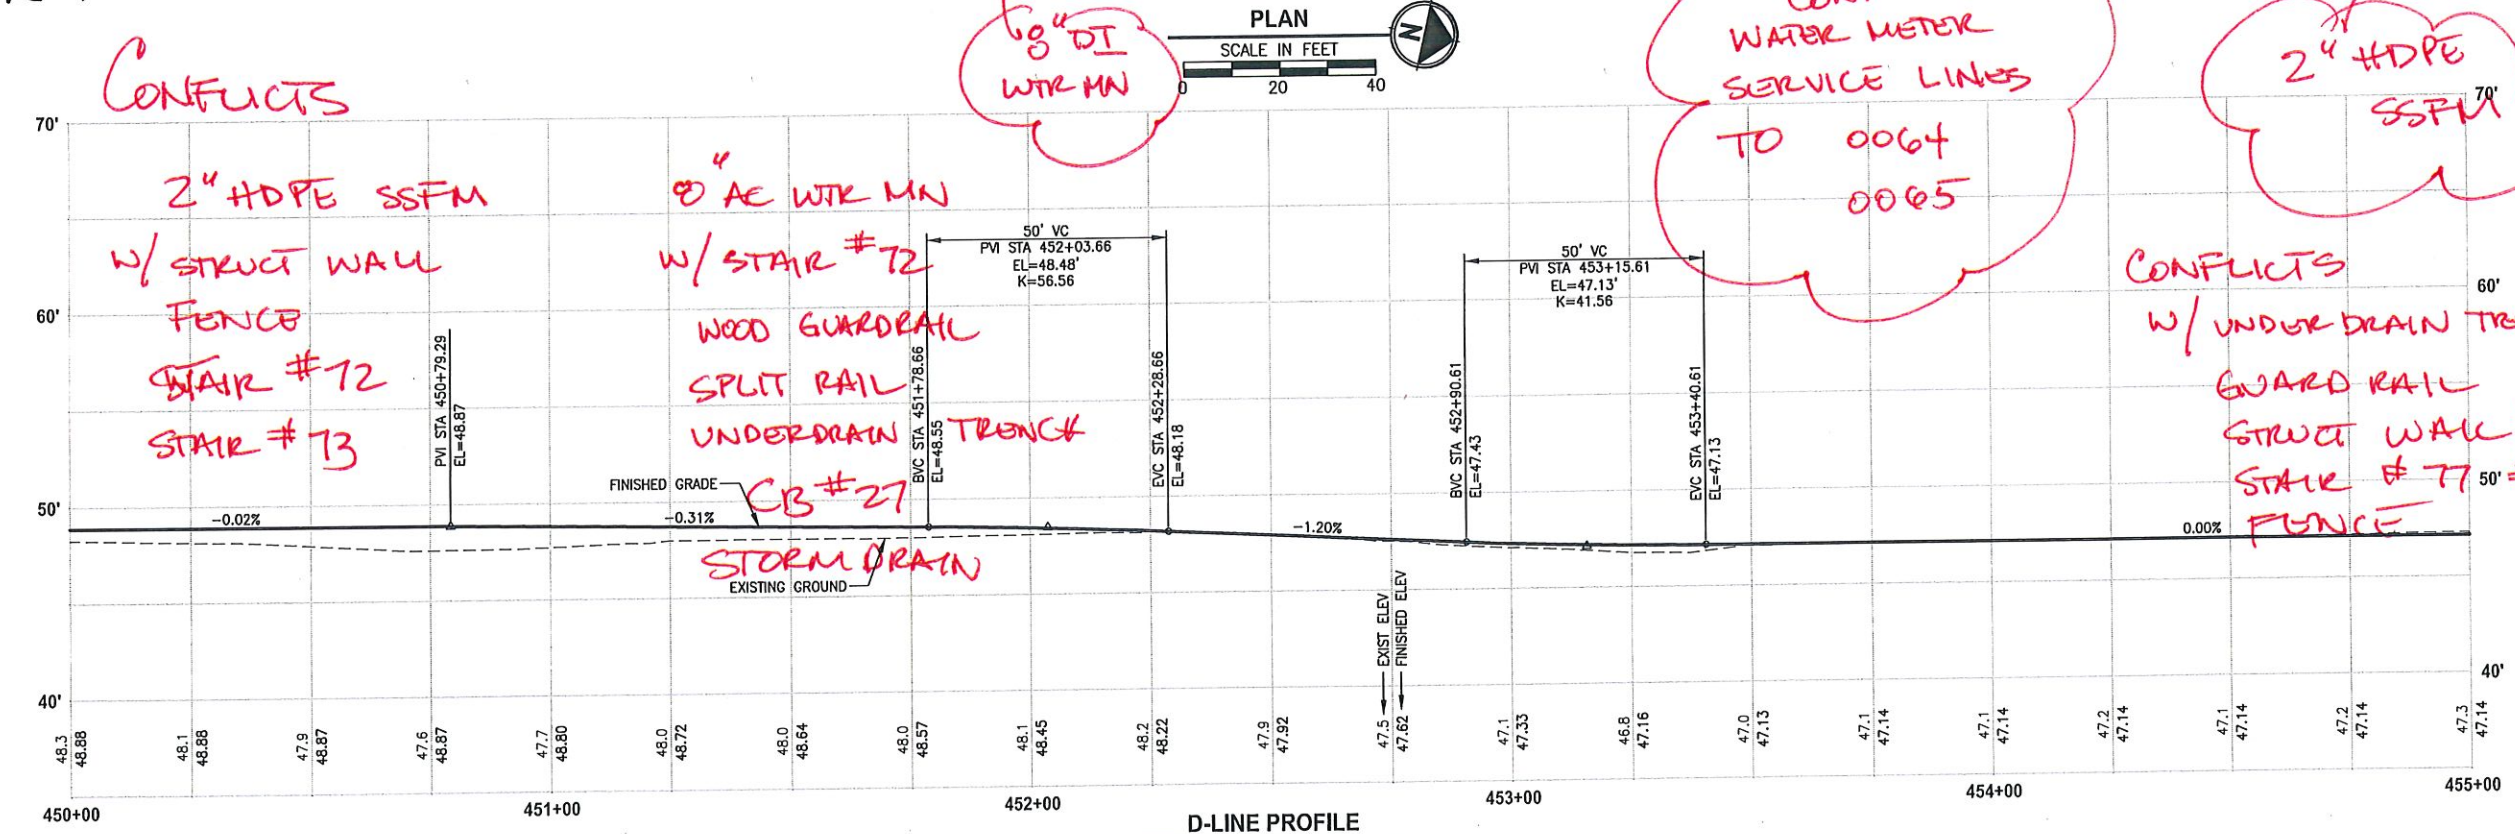 PLAN
SCALE IN FEET
0 20 40
N
8" DI
WTR MN
WATER METER
SERVICE LINES
TO 0064
0065
2" HDPE
SSFM
CONFLICTS
2" HDPE SSFM
W/ STRUCT WALL
FENCE
STAIR #72
STAIR #73
8" AC WTR MN
W/ STAIR #72
WOOD GUARDRAIL
SPLIT RAIL
UNDERDRAIN TRENCH
CB #27
STORM DRAIN
CONFLICTS
W/ UNDERDRAIN
GUARD RAIL
STRUCT WALL
STAIR #77
FENCE
70'
60'
50'
40'
70'
60'
50'
40'
PVI STA 450+79.29
EL=48.87
50' VC
PVI STA 452+03.66
EL=48.48'
K=56.56
BVC STA 451+78.66
EL=48.55
EVC STA 452+28.66
EL=48.18
50' VC
PVI STA 453+15.61
EL=47.13'
K=41.56
BVC STA 452+90.61
EL=47.43
EVC STA 453+40.61
EL=47.13
FINISHED GRADE
EXISTING GROUND
-0.02%
-0.31%
-1.20%
0.00%
EXIST ELEV
FINISHED ELEV
48.3 48.1 47.9 47.6 47.7 48.0 48.0 48.1 48.2 47.9 47.5 47.1 46.8 47.0 47.1 47.1 47.2 47.1 47.2 47.3
48.88 48.88 48.87 48.87 48.80 48.72 48.64 48.57 48.45 48.22 47.92 47.62 47.33 47.16 47.13 47.14 47.14 47.14 47.14 47.14 47.14
450+00 451+00 452+00 453+00 454+00 455+00
D-LINE PROFILE